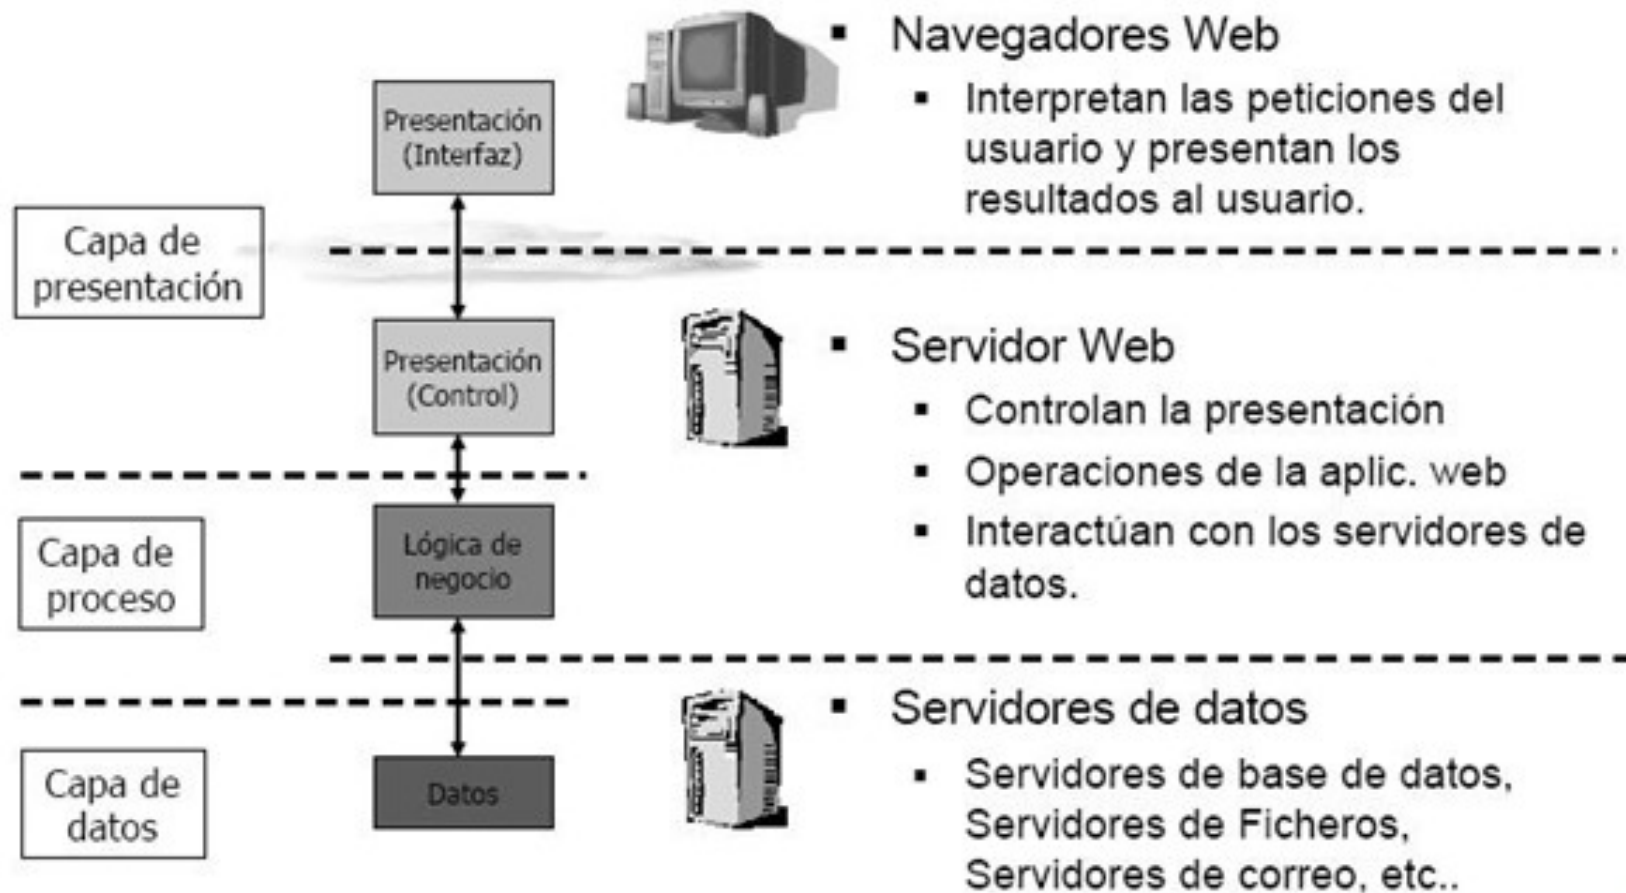 Navegadores Web
Interpretan las peticiones del
usuario y presentan los
resultados al usuario.
Presentación
(Interfaz)
Capa de
presentación
Presentación
(Control)
Servidor Web
Controlan la presentación
Operaciones de la aplic. web
Interactúan con los servidores de
datos.
Capa de
proceso
Lógica de
negocio
Servidores de datos
Servidores de base de datos,
Servidores de Ficheros,
Servidores de correo, etc..
Capa de
datos
Datos